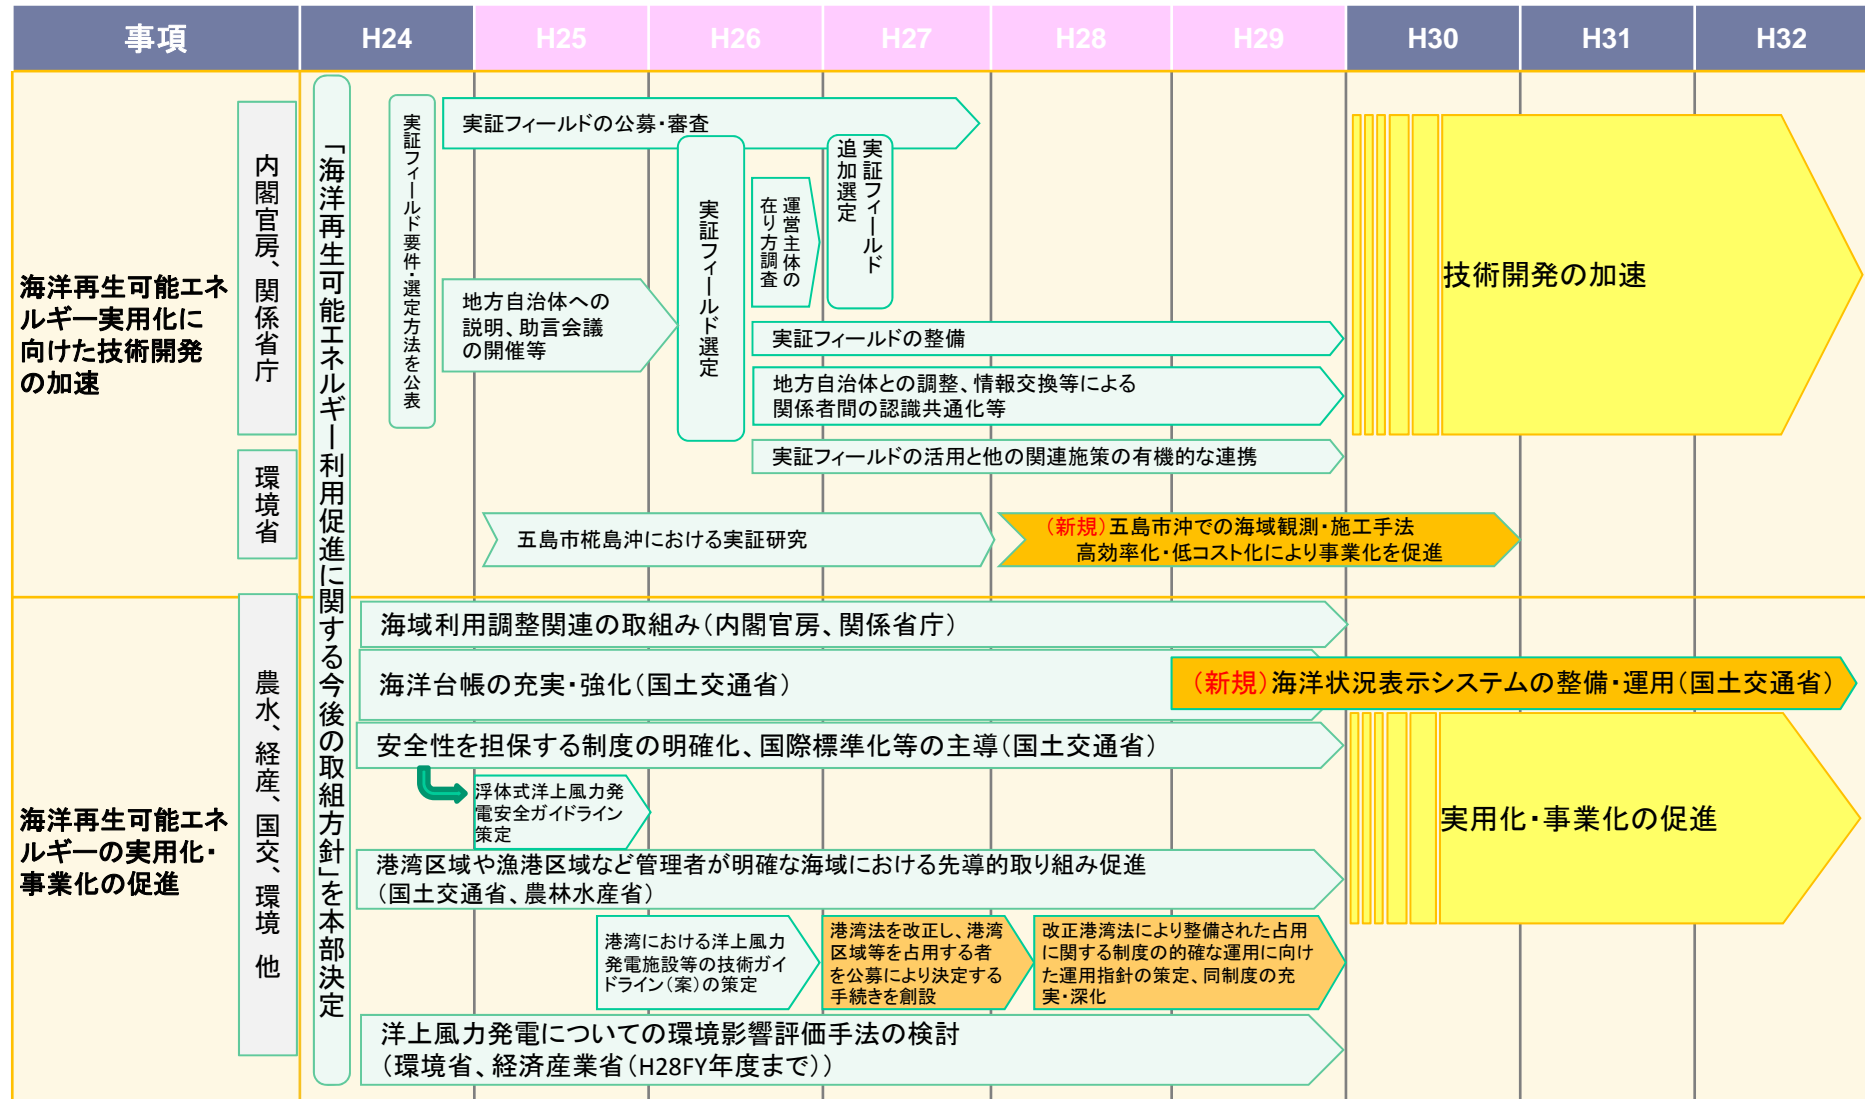 事項
H24
H25
H26
H27
H28
H29
H30
H31
H32
海洋再生可能エネ
ルギー実用化に
向けた技術開発
の加速
内閣官房、関係省庁
環境省
「海洋再生可能エネルギー利用促進に関する今後の取組方針」を本部決定
実証フィールド要件・選定方法を公表
実証フィールドの公募・審査
地方自治体への
説明、助言会議
の開催等
実証フィールド選定
運営主体の
在り方調査
実証フィールド
追加選定
実証フィールドの整備
地方自治体との調整、情報交換等による
関係者間の認識共通化等
実証フィールドの活用と他の関連施策の有機的な連携
五島市椛島沖における実証研究
(新規)五島市沖での海域観測・施工手法
高効率化・低コスト化により事業化を促進
技術開発の加速
海洋再生可能エネ
ルギーの実用化・
事業化の促進
農水、経産、国交、環境 他
海域利用調整関連の取組み(内閣官房、関係省庁)
海洋台帳の充実・強化(国土交通省)
(新規)海洋状況表示システムの整備・運用(国土交通省)
安全性を担保する制度の明確化、国際標準化等の主導(国土交通省)
浮体式洋上風力発
電安全ガイドライン
策定
港湾区域や漁港区域など管理者が明確な海域における先導的取り組み促進
(国土交通省、農林水産省)
港湾における洋上風力
発電施設等の技術ガイ
ドライン(案)の策定
港湾法を改正し、港湾
区域等を占用する者
を公募により決定する
手続きを創設
改正港湾法により整備された占用
に関する制度の的確な運用に向け
た運用指針の策定、同制度の充
実・深化
洋上風力発電についての環境影響評価手法の検討
(環境省、経済産業省(H28FY年度まで))
実用化・事業化の促進